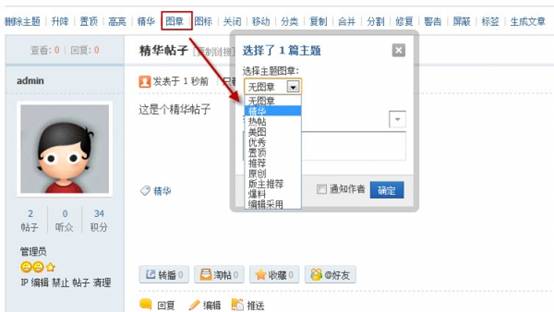 删除主题 升降 置顶 高亮 精华 图章 图标 关闭 移动 分类 复制 合并 分割 修复 警告 屏蔽 标签 生成文章
查看: 0 回复: 0
精华帖子 [复制链接]
admin
发表于 1 秒前 只看
这是个精华帖子
选择了 1 篇主题
选择主题图章:
无图章
无图章
精华
热帖
美图
优秀
置顶
推荐
原创
版主推荐
爆料
编辑采用
通知作者 确定
精华
2 0 34
帖子 听众 积分
管理员
IP 编辑 禁止 帖子 清理
转播 0 淘帖 0 收藏 0 @好友
回复 编辑 推送